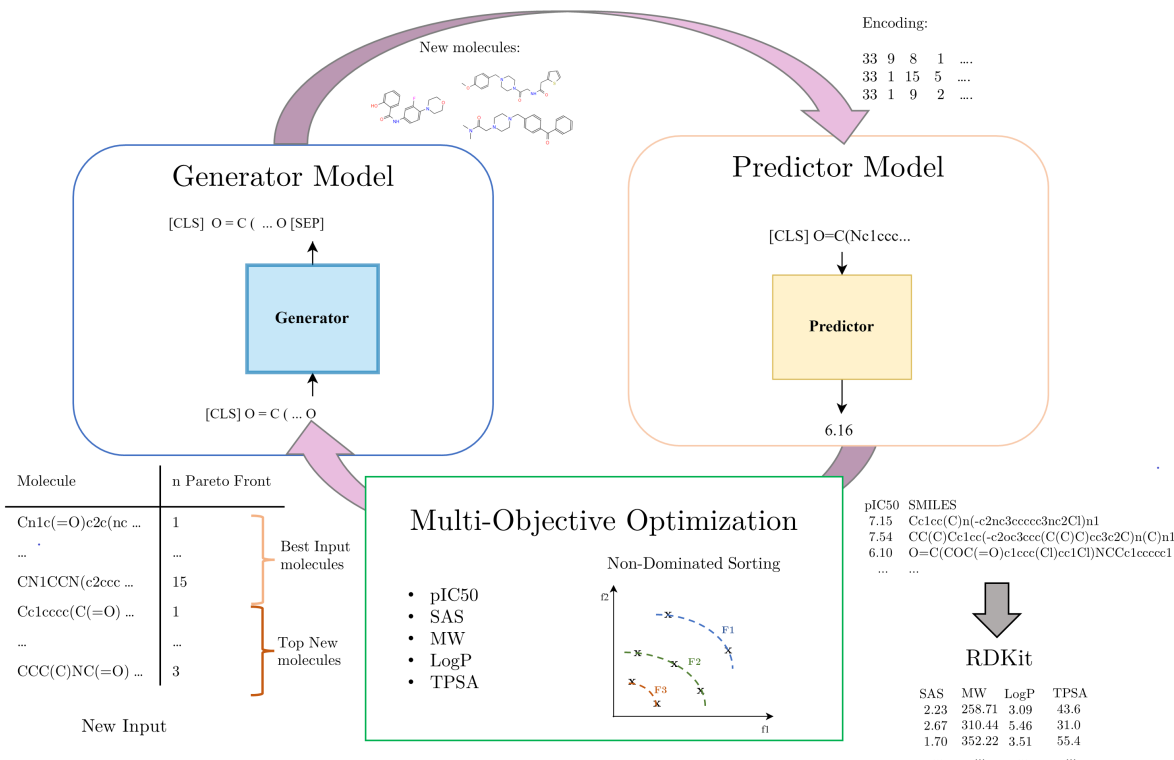 New molecules:
Encoding:
33 9 8 1 ....
33 1 15 5 ....
33 1 9 2 ....
Generator Model
[CLS] O = C ( ... O [SEP]
Generator
[CLS] O = C ( ... O
Predictor Model
[CLS] O=C(Nc1ccc...
Predictor
6.16
Molecule n Pareto Front
Cn1c(=O)c2c(nc ... 1
... ...
CN1CCN(c2ccc ... 15
Cc1cccc(C(=O) ... 1
... ...
CCC(C)NC(=O) ... 3
Best Input
molecules
Top New
molecules
New Input
Multi-Objective Optimization
• pIC50
• SAS
• MW
• LogP
• TPSA
Non-Dominated Sorting
f2
F1
F2
F3
f1
pIC50 SMILES
7.15 Cc1cc(C)n(-c2nc3ccccc3nc2Cl)n1
7.54 CC(C)Cc1cc(-c2oc3ccc(C(C)C)cc3c2C)n(C)n1
6.10 O=C(COC(=O)c1ccc(Cl)cc1Cl)NCCc1ccccc1
... ...
RDKit
SAS MW LogP TPSA
2.23 258.71 3.09 43.6
2.67 310.44 5.46 31.0
1.70 352.22 3.51 55.4
... ...